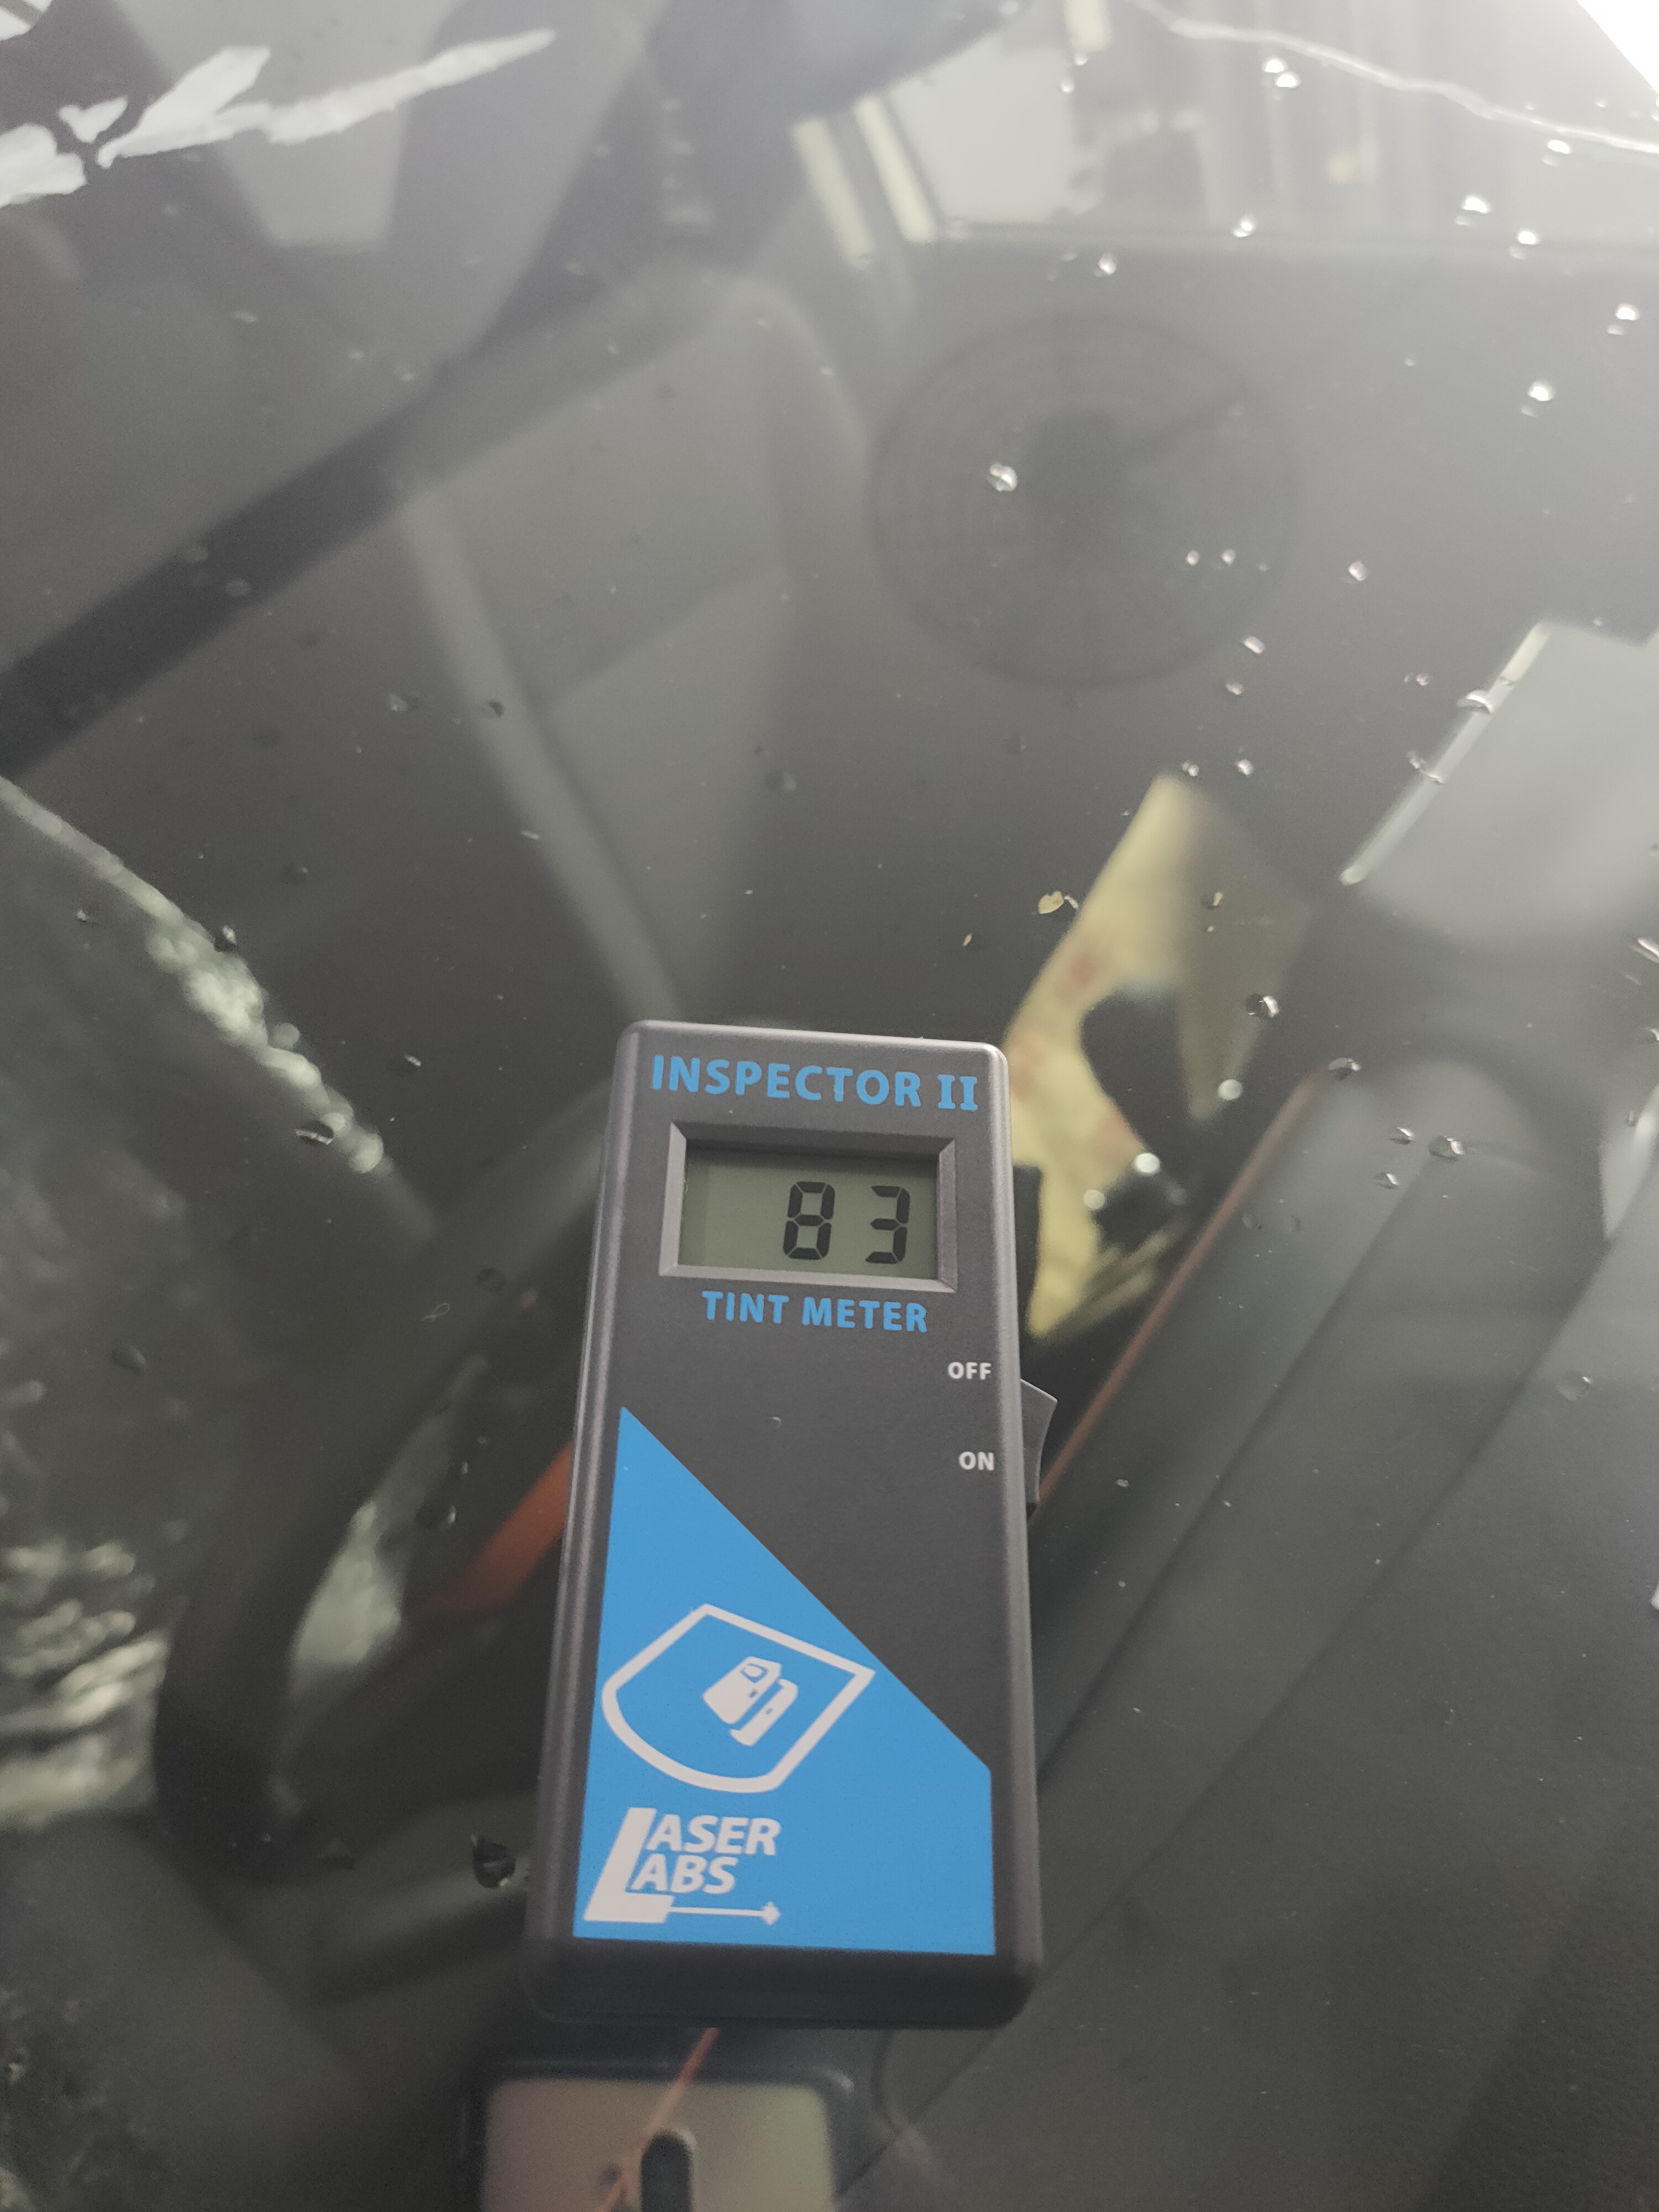 INSPECTOR II
83
TINT METER
OFF
ON
LASER
LABS